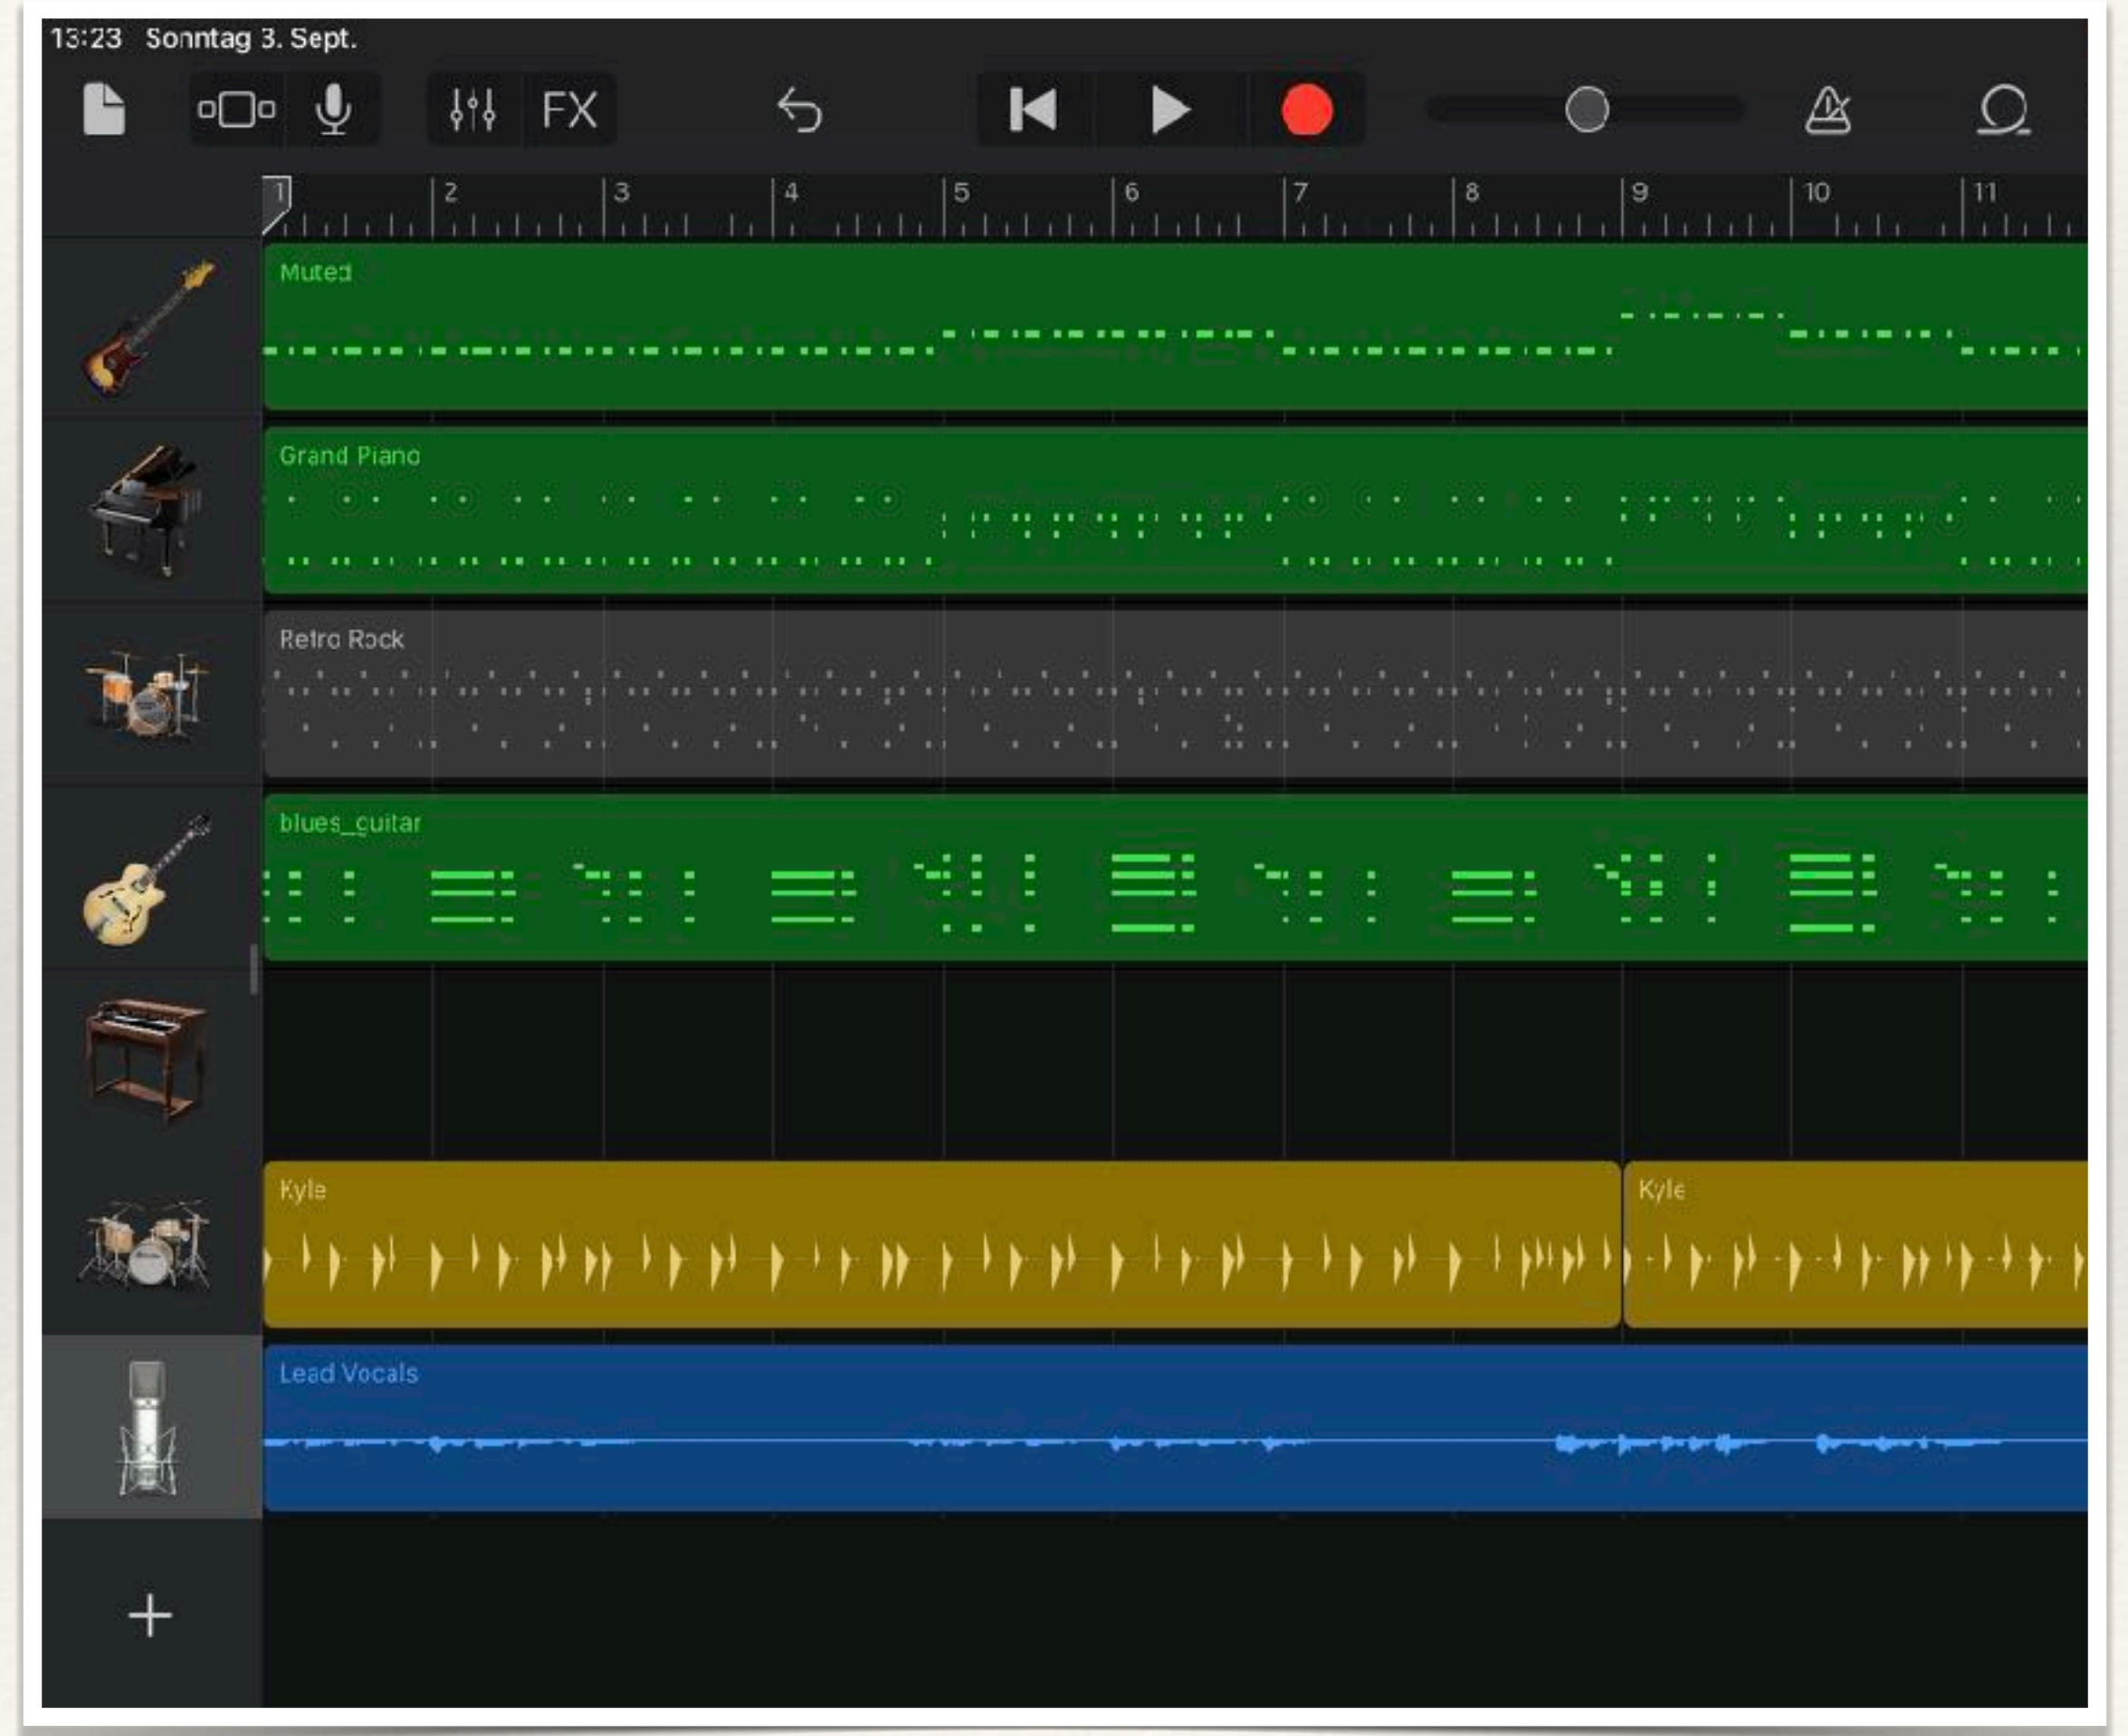 13:23 Sonntag 3. Sept.
FX
1 2 3 4 5 6 7 8 9 10 11
Muted
Grand Piano
Retro Rock
blues_guitar
Kyle Kyle
Lead Vocals